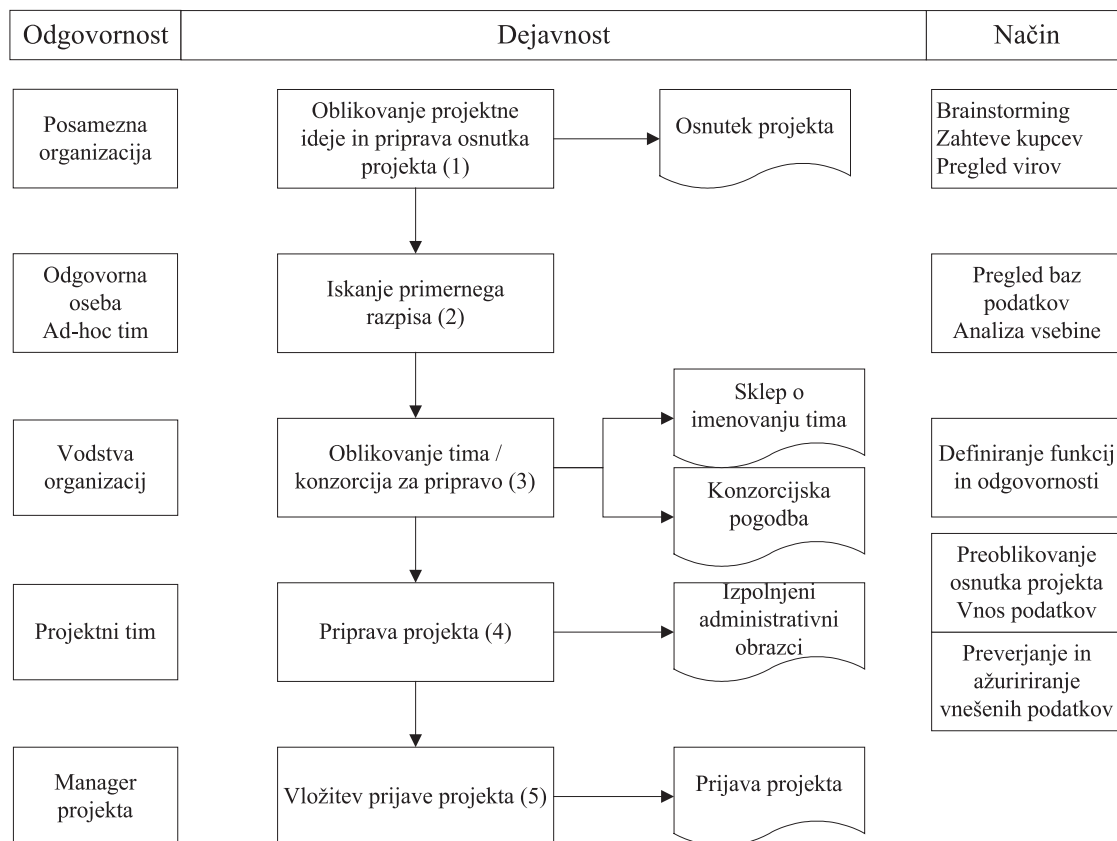 Odgovornost
Dejavnost
Način
Posamezna
organizacija
Oblikovanje projektne
ideje in priprava osnutka
projekta (1)
Osnutek projekta
Brainstorming
Zahteve kupcev
Pregled virov
Odgovorna
oseba
Ad-hoc tim
Iskanje primernega
razpisa (2)
Pregled baz
podatkov
Analiza vsebine
Vodstva
organizacij
Oblikovanje tima /
konzorcija za pripravo (3)
Sklep o
imenovanju tima
Konzorcijska
pogodba
Definiranje funkcij
in odgovornosti
Projektni tim
Priprava projekta (4)
Izpolnjeni
administrativni
obrazci
Preoblikovanje
osnutka projekta
Vnos podatkov
Preverjanje in
ažuririranje
vnešenih podatkov
Manager
projekta
Vložitev prijave projekta (5)
Prijava projekta